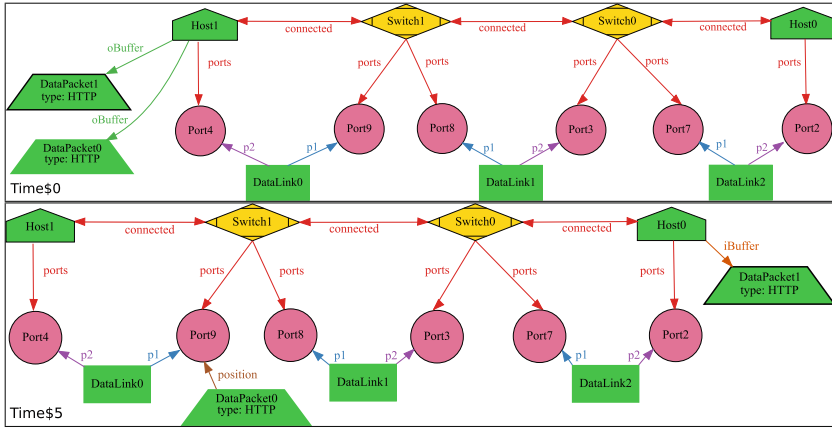 Host1
connected
Switch1
connected
Switch0
connected
Host0
oBuffer
ports
ports
ports
ports
ports
ports
DataPacket1
type: HTTP
oBuffer
Port4
Port9
Port8
Port3
Port7
Port2
DataPacket0
type: HTTP
p2
p1
p1
p2
p1
p2
DataLink0
DataLink1
DataLink2
Time$0
Host1
connected
Switch1
connected
Switch0
connected
Host0
iBuffer
ports
ports
ports
ports
ports
ports
DataPacket1
type: HTTP
Port4
Port9
Port8
Port3
Port7
Port2
p2
p1
p1
p2
p1
p2
DataLink0
position
DataLink1
DataLink2
DataPacket0
type: HTTP
Time$5